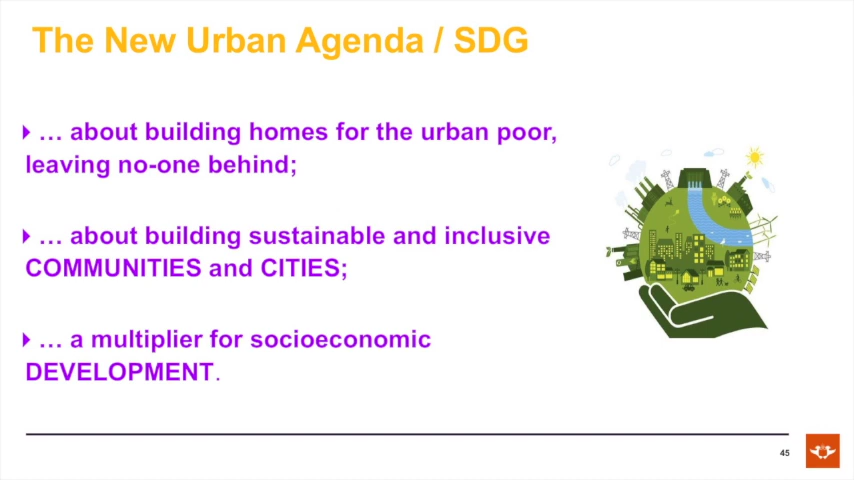 The New Urban Agenda / SDG
… about building homes for the urban poor,
leaving no-one behind;
… about building sustainable and inclusive
COMMUNITIES and CITIES;
… a multiplier for socioeconomic
DEVELOPMENT.
45